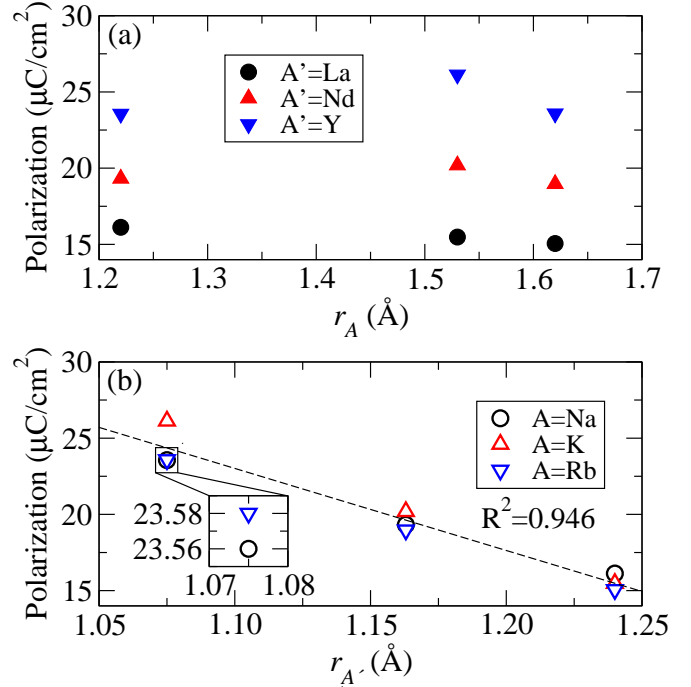 30
(a)
25
20
15
Polarization (μC/cm²)
A’=La
A’=Nd
A’=Y
1.2 1.3 1.4 1.5 1.6 1.7
r_A (Å)
30
(b)
25
20
15
Polarization (μC/cm²)
A=Na
A=K
A=Rb
R²=0.946
23.58
23.56
1.07 1.08
1.05 1.10 1.15 1.20 1.25
r_A´ (Å)